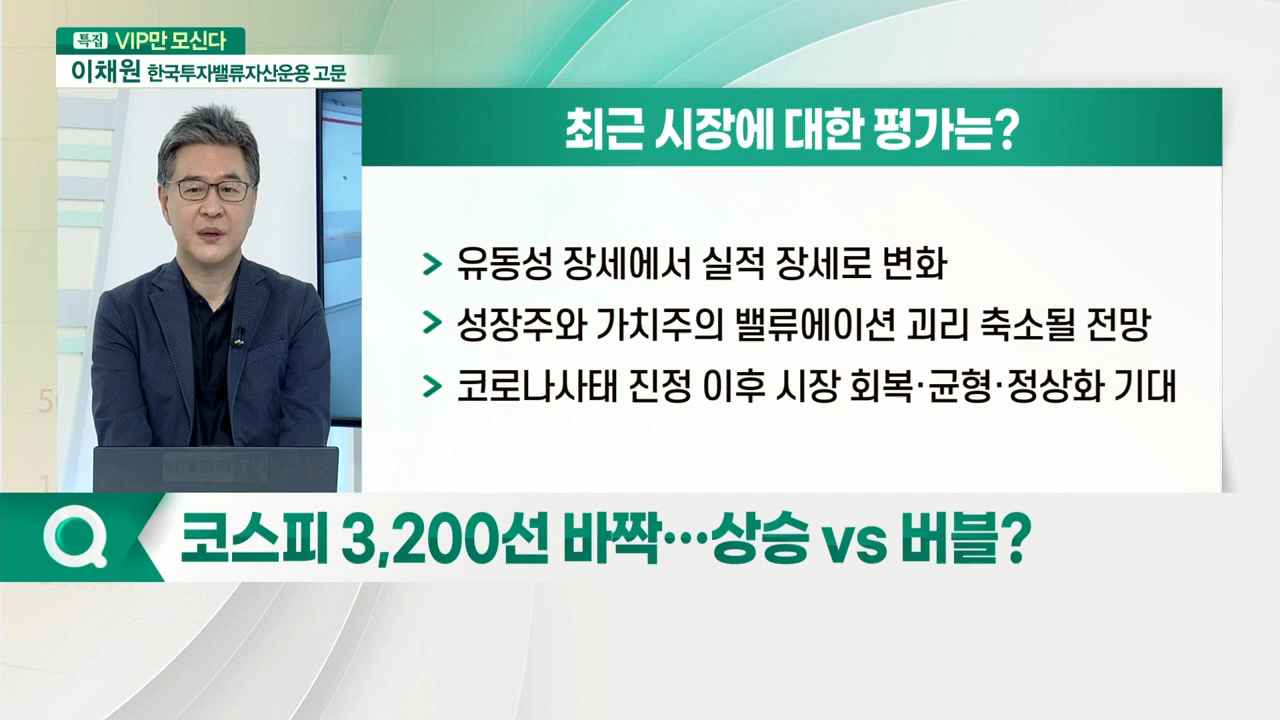 특집 VIP만 모신다
이채원 한국투자밸류자산운용 고문
최근 시장에 대한 평가는?
> 유동성 장세에서 실적 장세로 변화
> 성장주와 가치주의 밸류에이션 괴리 축소될 전망
> 코로나사태 진정 이후 시장 회복·균형·정상화 기대
코스피 3,200선 바짝…상승 vs 버블?